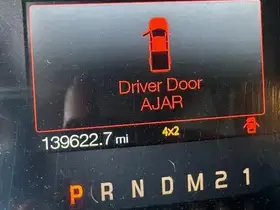 Driver Door
AJAR
139622.7 mi 4x2
P R N D M 2 1